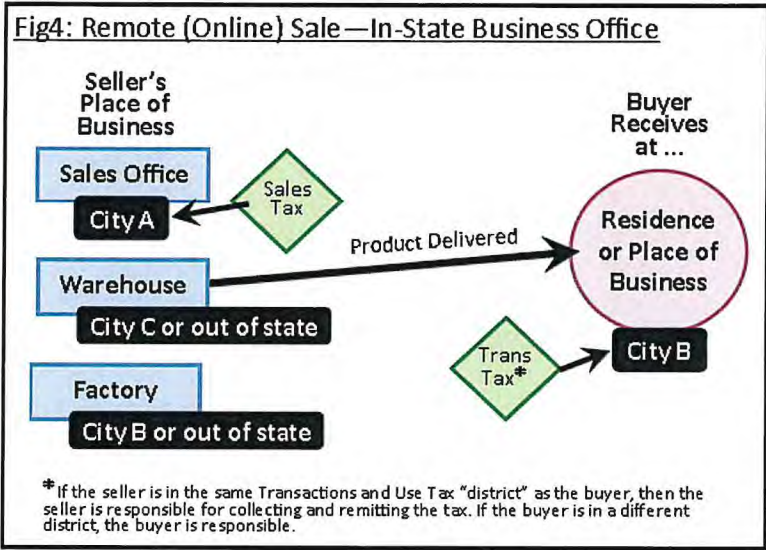 Fig4: Remote (Online) Sale—In-State Business Office
Seller's
Place of
Business
Buyer
Receives
at ...
Sales Office
City A
Sales
Tax
Product Delivered
Residence
or Place of
Business
Warehouse
City C or out of state
City B
Trans
Tax*
Factory
City B or out of state
*If the seller is in the same Transactions and Use Tax "district" as the buyer, then the
seller is responsible for collecting and remitting the tax. If the buyer is in a different
district, the buyer is responsible.